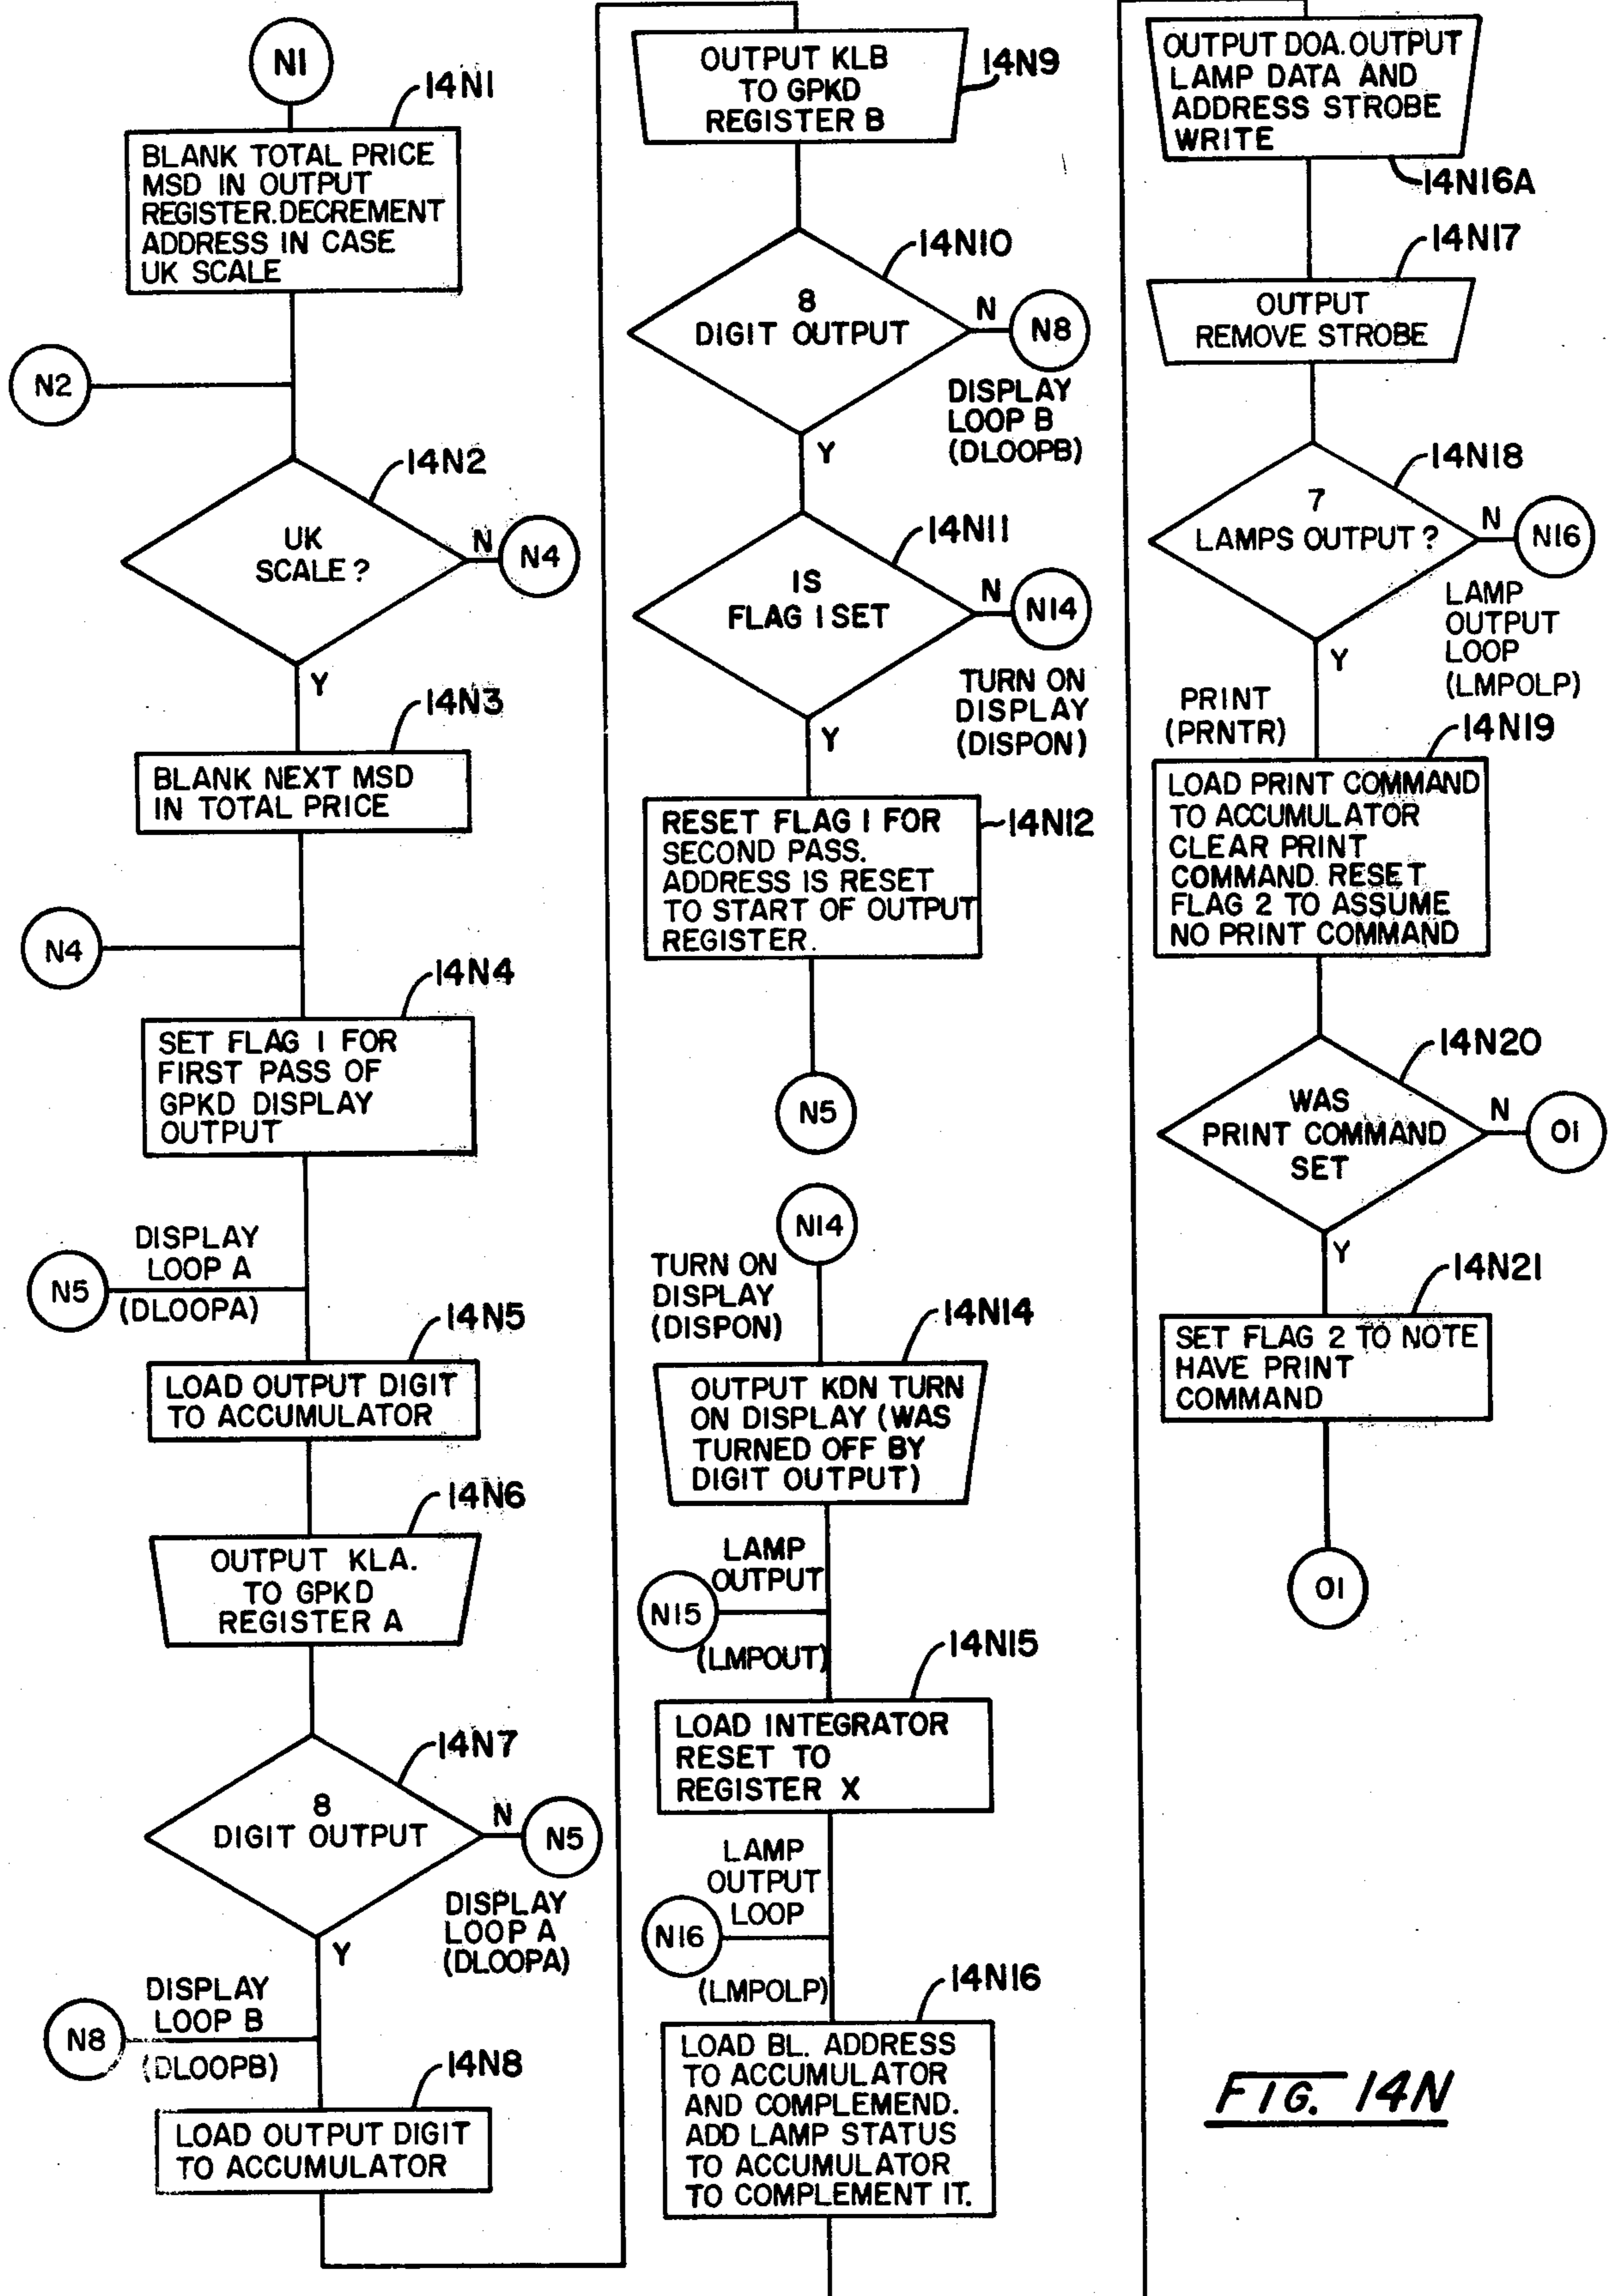 N1
14N1
BLANK TOTAL PRICE
MSD IN OUTPUT
REGISTER. DECREMENT
ADDRESS IN CASE
UK SCALE
N2
14N2
UK
SCALE?
N
N4
Y
14N3
BLANK NEXT MSD
IN TOTAL PRICE
N4
14N4
SET FLAG 1 FOR
FIRST PASS OF
GPKD DISPLAY
OUTPUT
DISPLAY
LOOP A
N5
(DLOOPA)
14N5
LOAD OUTPUT DIGIT
TO ACCUMULATOR
14N6
OUTPUT KLA.
TO GPKD
REGISTER A
14N7
8
DIGIT OUTPUT
N
N5
DISPLAY
LOOP A
(DLOOPA)
Y
DISPLAY
LOOP B
N8
(DLOOPB)
14N8
LOAD OUTPUT DIGIT
TO ACCUMULATOR
OUTPUT KLB
TO GPKD
REGISTER B
14N9
14N10
8
DIGIT OUTPUT
N
N8
DISPLAY
LOOP B
(DLOOPB)
Y
14N11
IS
FLAG 1 SET
N
N14
TURN ON
DISPLAY
(DISPON)
Y
RESET FLAG 1 FOR
SECOND PASS.
ADDRESS IS RESET
TO START OF OUTPUT
REGISTER.
14N12
N5
N14
TURN ON
DISPLAY
(DISPON)
14N14
OUTPUT KDN TURN
ON DISPLAY (WAS
TURNED OFF BY
DIGIT OUTPUT)
LAMP
OUTPUT
N15
(LMPOUT)
14N15
LOAD INTEGRATOR
RESET TO
REGISTER X
LAMP
OUTPUT
LOOP
N16
(LMPOLP)
14N16
LOAD BL. ADDRESS
TO ACCUMULATOR
AND COMPLEMEND.
ADD LAMP STATUS
TO ACCUMULATOR
TO COMPLEMENT IT.
OUTPUT DOA. OUTPUT
LAMP DATA AND
ADDRESS STROBE
WRITE
14N16A
14N17
OUTPUT
REMOVE STROBE
14N18
7
LAMPS OUTPUT?
N
N16
LAMP
OUTPUT
LOOP
(LMPOLP)
Y
PRINT
(PRNTR)
14N19
LOAD PRINT COMMAND
TO ACCUMULATOR
CLEAR PRINT
COMMAND. RESET
FLAG 2 TO ASSUME
NO PRINT COMMAND
14N20
WAS
PRINT COMMAND
SET
N
O1
Y
14N21
SET FLAG 2 TO NOTE
HAVE PRINT
COMMAND
O1
FIG. 14N